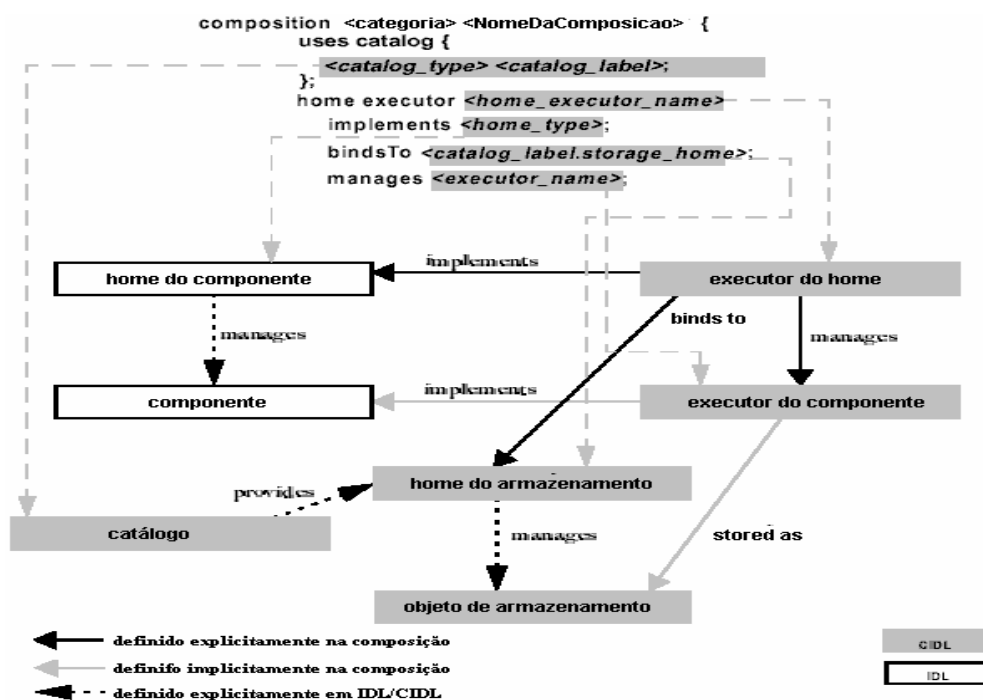 composition <categoria> <NomeDaComposicao> {
uses catalog {
<catalog_type> <catalog_label>;
};
home executor <home_executor_name>
implements <home_type>;
bindsTo <catalog_label.storage_home>;
manages <executor_name>;
home do componente
implements
executor do home
manages
binds to
manages
componente
implements
executor do componente
provides
home do armazenamento
catálogo
manages
stored as
objeto de armazenamento
definido explicitamente na composição
CIDL
definifo implicitamente na composição
IDL
definido explicitamente em IDL/CIDL